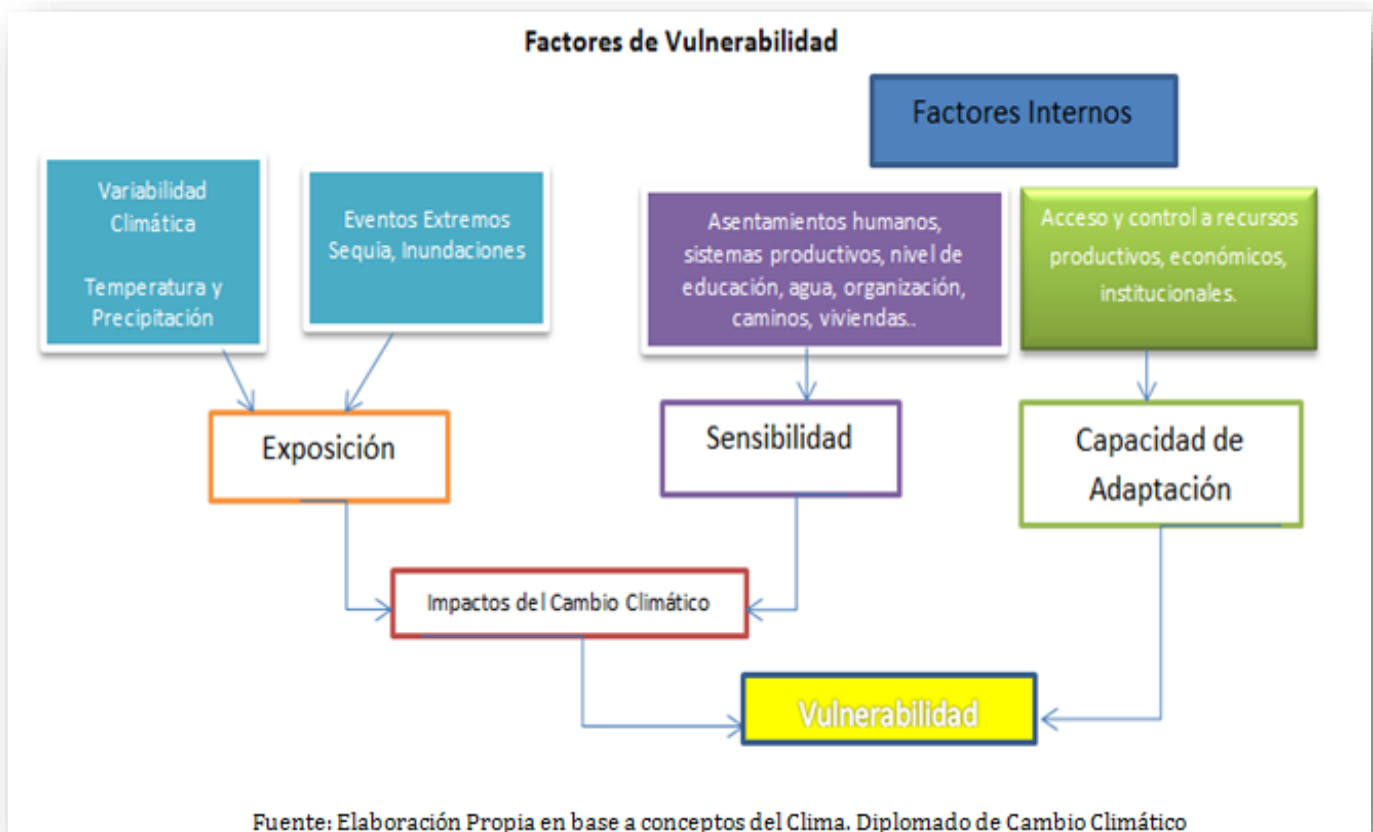 Factores de Vulnerabilidad
Factores Internos
Variabilidad
Climática
Temperatura y
Precipitación
Eventos Extremos
Sequia, Inundaciones
Asentamientos humanos,
sistemas productivos, nivel de
educación, agua, organización,
caminos, viviendas..
Acceso y control a recursos
productivos, económicos,
institucionales.
Exposición
Sensibilidad
Capacidad de
Adaptación
Impactos del Cambio Climático
Vulnerabilidad
Fuente: Elaboración Propia en base a conceptos del Clima. Diplomado de Cambio Climático